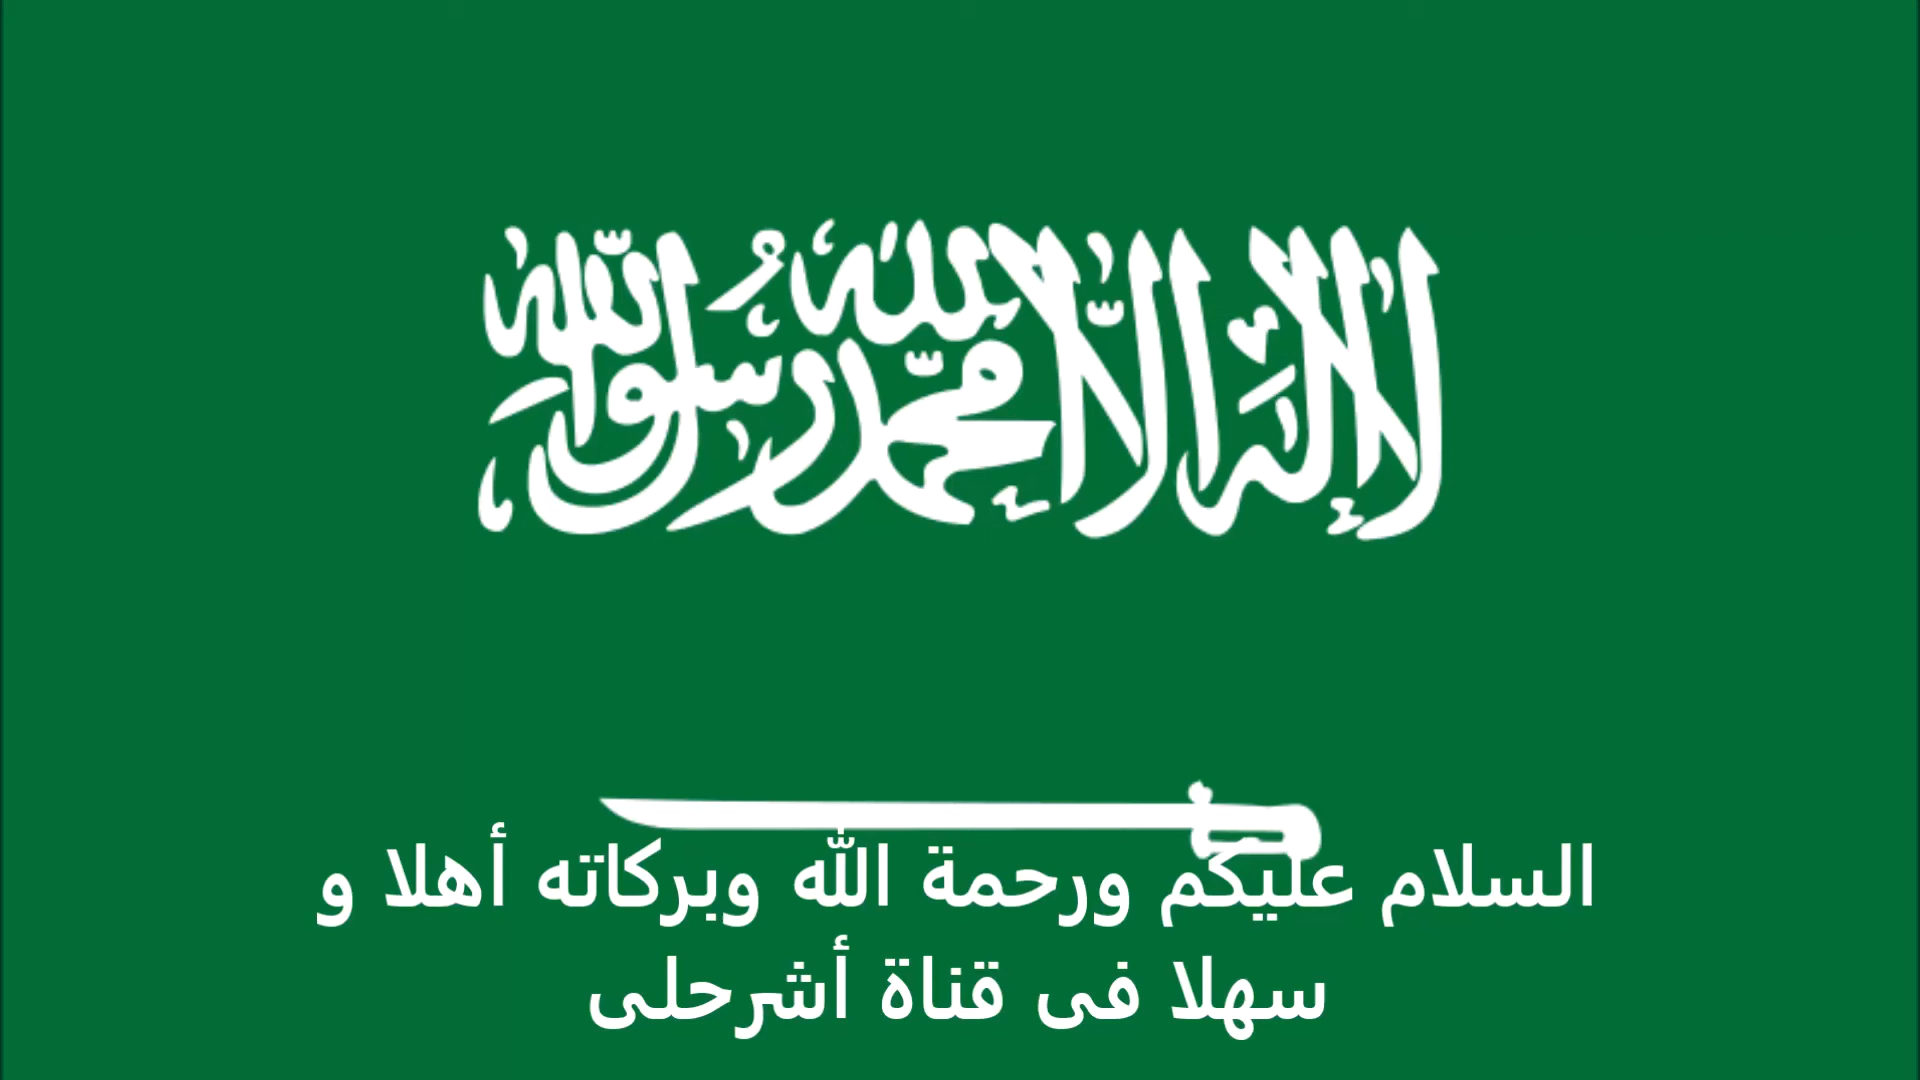 لا إله إلا الله محمد رسول الله
السلام عليكم ورحمة الله وبركاته أهلا و
سهلا فى قناة أشرحلى